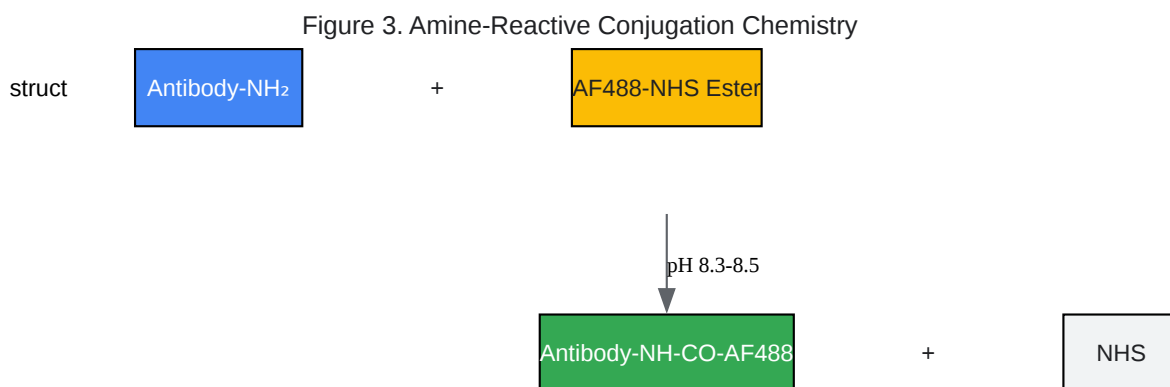 Figure 3. Amine-Reactive Conjugation Chemistry
struct Antibody-NH₂ + AF488-NHS Ester
pH 8.3-8.5
Antibody-NH-CO-AF488 + NHS